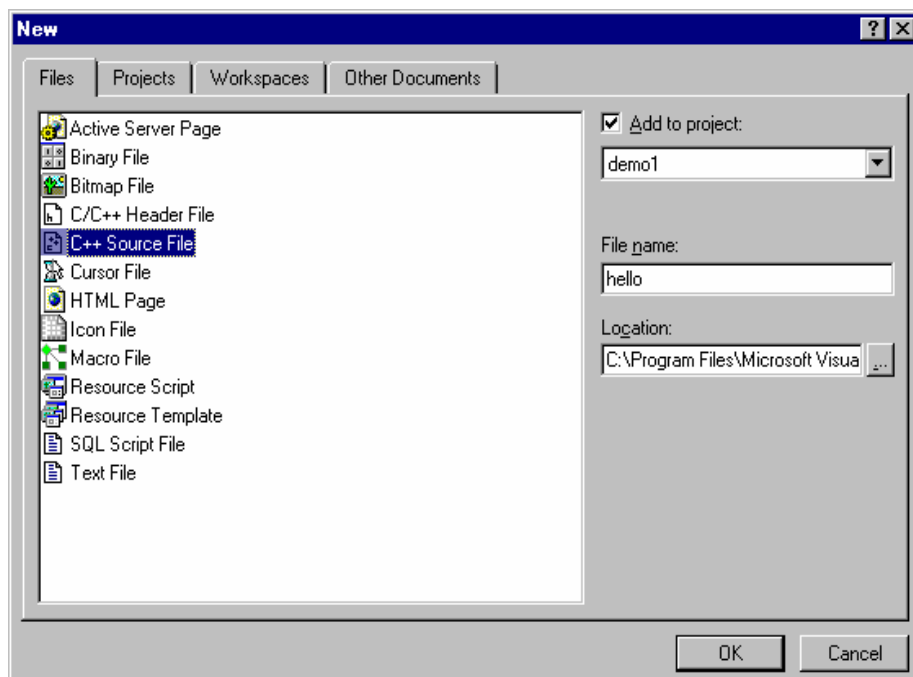 New
Files Projects Workspaces Other Documents
Active Server Page
Binary File
Bitmap File
C/C++ Header File
C++ Source File
Cursor File
HTML Page
Icon File
Macro File
Resource Script
Resource Template
SQL Script File
Text File
Add to project:
demo1
File name:
hello
Location:
C:\Program Files\Microsoft Visua ...
OK Cancel